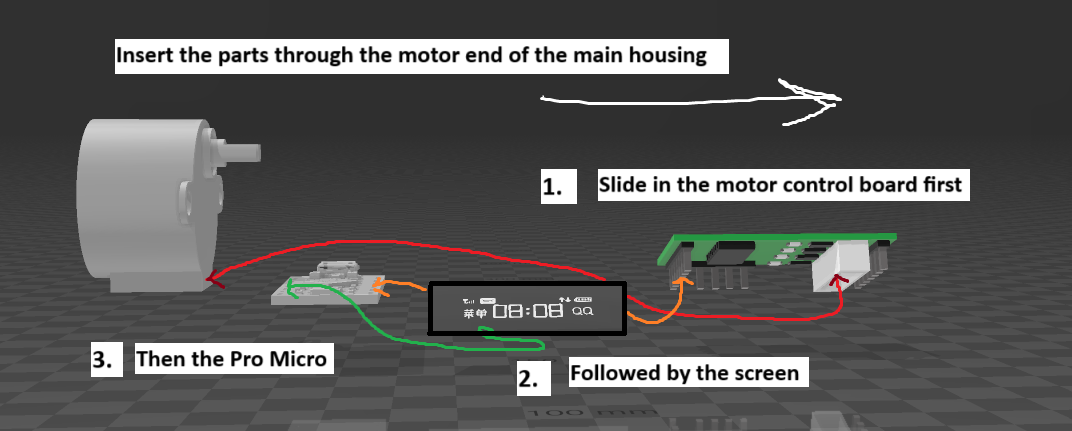 Insert the parts through the motor end of the main housing
1. Slide in the motor control board first
菜单 08:08 QQ
3. Then the Pro Micro
2. Followed by the screen
100 mm